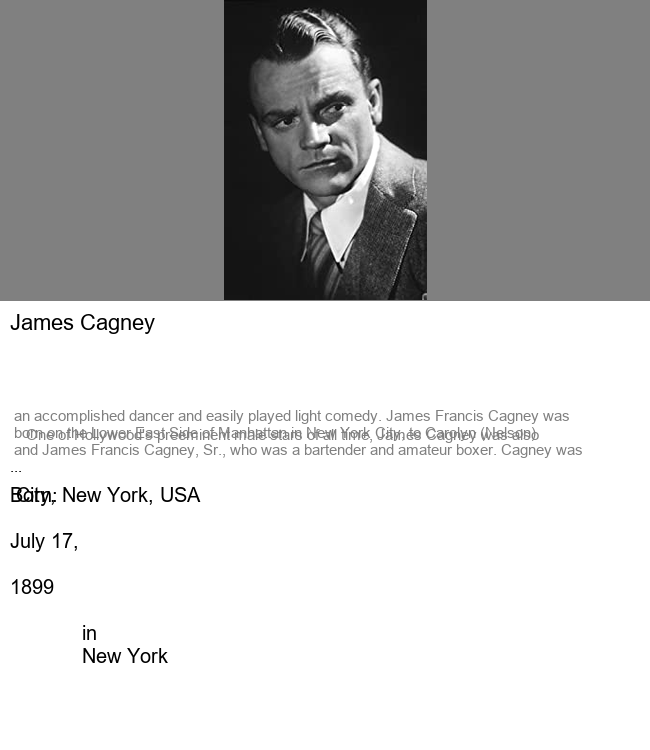 James Cagney
an accomplished dancer and easily played light comedy. James Francis Cagney was
born on the Lower East Side of Manhattan in New York City, to Carolyn (Nelson)
One of Hollywood's preeminent male stars of all time, James Cagney was also
and James Francis Cagney, Sr., who was a bartender and amateur boxer. Cagney was
...
Born:
City, New York, USA
July 17,
1899
in
New York